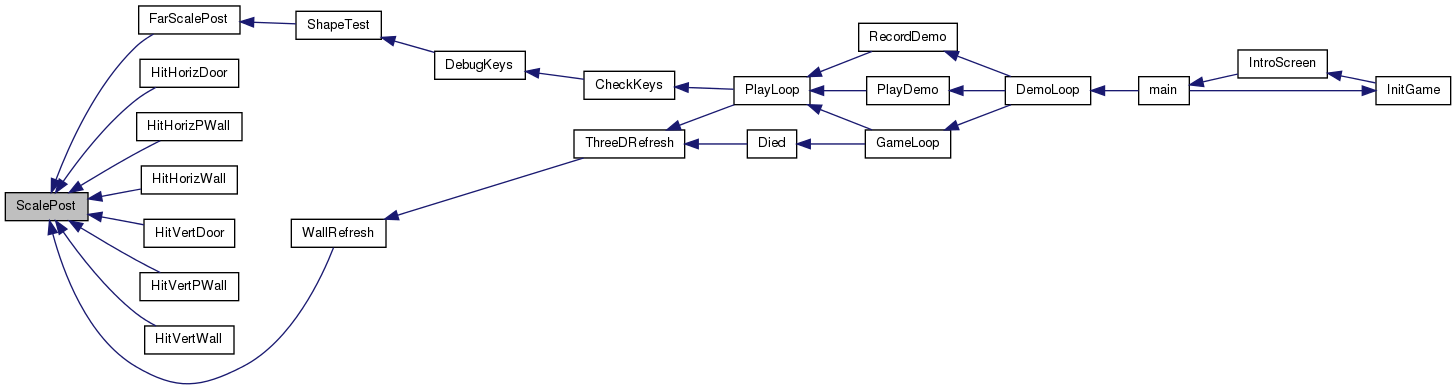 FarScalePost
ShapeTest
HitHorizDoor
DebugKeys
RecordDemo
IntroScreen
CheckKeys
PlayLoop
PlayDemo
DemoLoop
main
InitGame
HitHorizPWall
ThreeDRefresh
Died
GameLoop
HitHorizWall
ScalePost
HitVertDoor
WallRefresh
HitVertPWall
HitVertWall